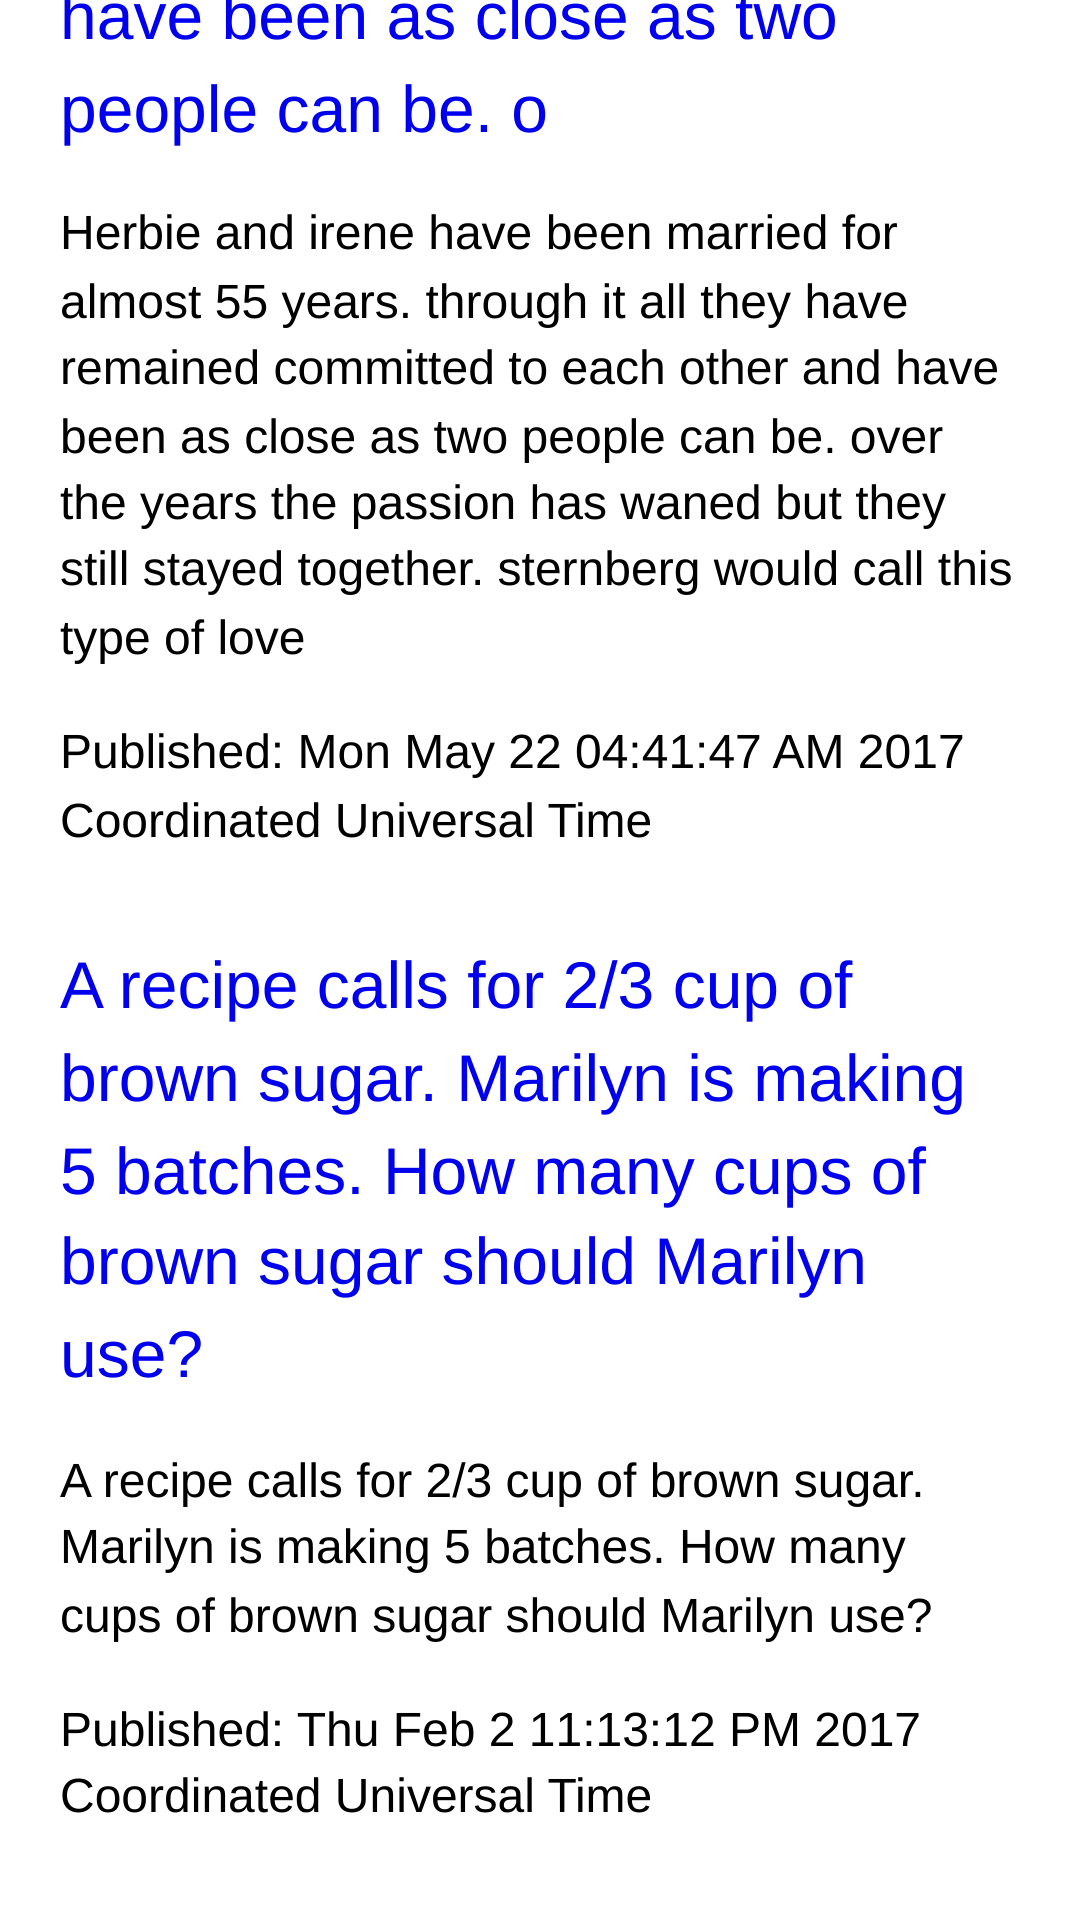 have been as close as two
people can be. o
Herbie and irene have been married for
almost 55 years. through it all they have
remained committed to each other and have
been as close as two people can be. over
the years the passion has waned but they
still stayed together. sternberg would call this
type of love
Published: Mon May 22 04:41:47 AM 2017
Coordinated Universal Time
A recipe calls for 2/3 cup of
brown sugar. Marilyn is making
5 batches. How many cups of
brown sugar should Marilyn
use?
A recipe calls for 2/3 cup of brown sugar.
Marilyn is making 5 batches. How many
cups of brown sugar should Marilyn use?
Published: Thu Feb 2 11:13:12 PM 2017
Coordinated Universal Time